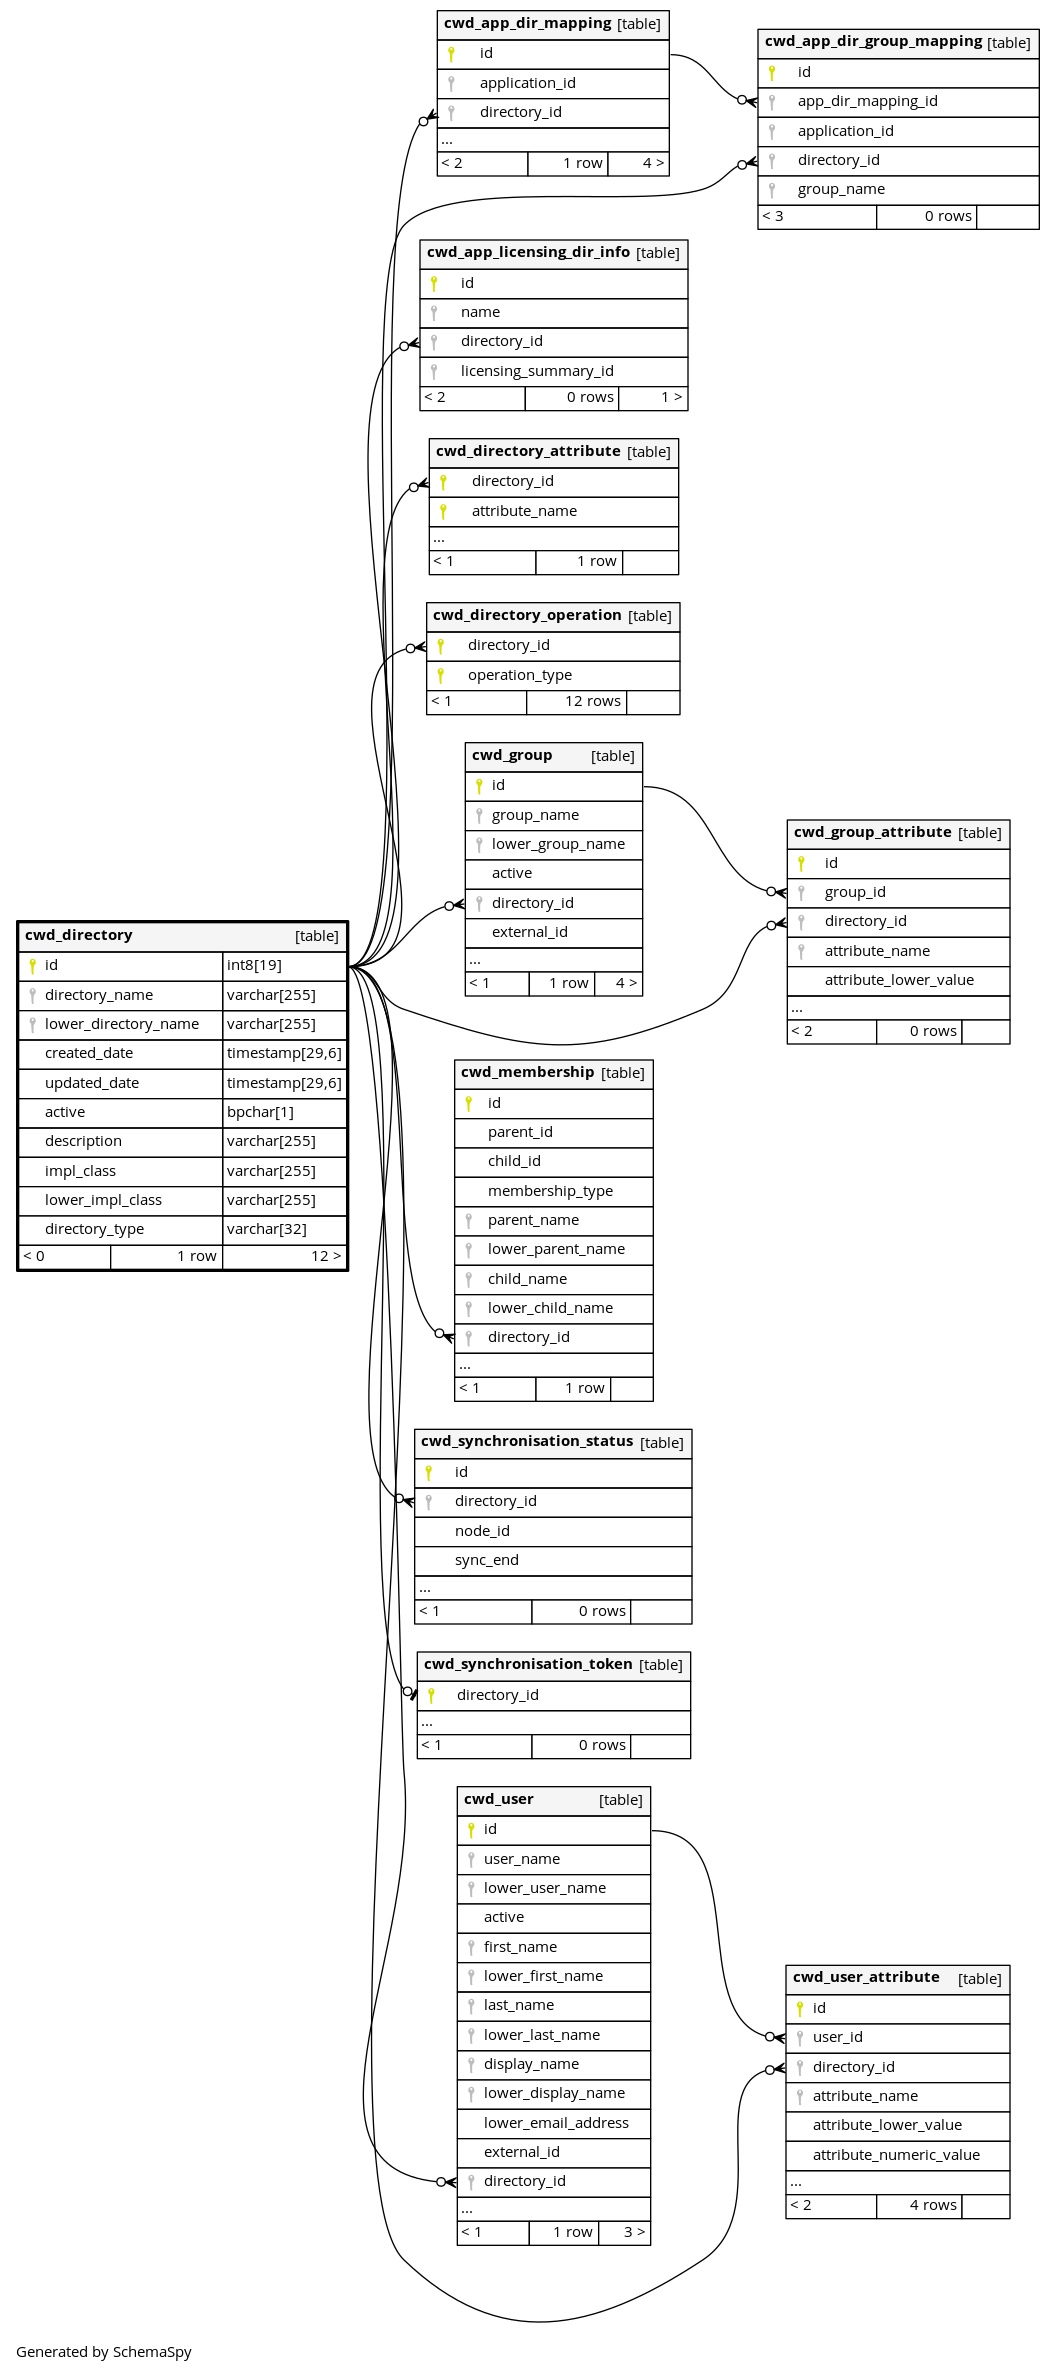 cwd_app_dir_mapping [table]
id
application_id
directory_id
...
< 2 1 row 4 >
cwd_app_dir_group_mapping [table]
id
app_dir_mapping_id
application_id
directory_id
group_name
< 3 0 rows
cwd_app_licensing_dir_info [table]
id
name
directory_id
licensing_summary_id
< 2 0 rows 1 >
cwd_directory_attribute [table]
directory_id
attribute_name
...
< 1 1 row
cwd_directory_operation [table]
directory_id
operation_type
< 1 12 rows
cwd_group [table]
id
group_name
lower_group_name
active
directory_id
external_id
...
< 1 1 row 4 >
cwd_group_attribute [table]
id
group_id
directory_id
attribute_name
attribute_lower_value
...
< 2 0 rows
cwd_directory [table]
id int8[19]
directory_name varchar[255]
lower_directory_name varchar[255]
created_date timestamp[29,6]
updated_date timestamp[29,6]
active bpchar[1]
description varchar[255]
impl_class varchar[255]
lower_impl_class varchar[255]
directory_type varchar[32]
< 0 1 row 12 >
cwd_membership [table]
id
parent_id
child_id
membership_type
parent_name
lower_parent_name
child_name
lower_child_name
directory_id
...
< 1 1 row
cwd_synchronisation_status [table]
id
directory_id
node_id
sync_end
...
< 1 0 rows
cwd_synchronisation_token [table]
directory_id
...
< 1 0 rows
cwd_user [table]
id
user_name
lower_user_name
active
first_name
lower_first_name
last_name
lower_last_name
display_name
lower_display_name
lower_email_address
external_id
directory_id
...
< 1 1 row 3 >
cwd_user_attribute [table]
id
user_id
directory_id
attribute_name
attribute_lower_value
attribute_numeric_value
...
< 2 4 rows
Generated by SchemaSpy